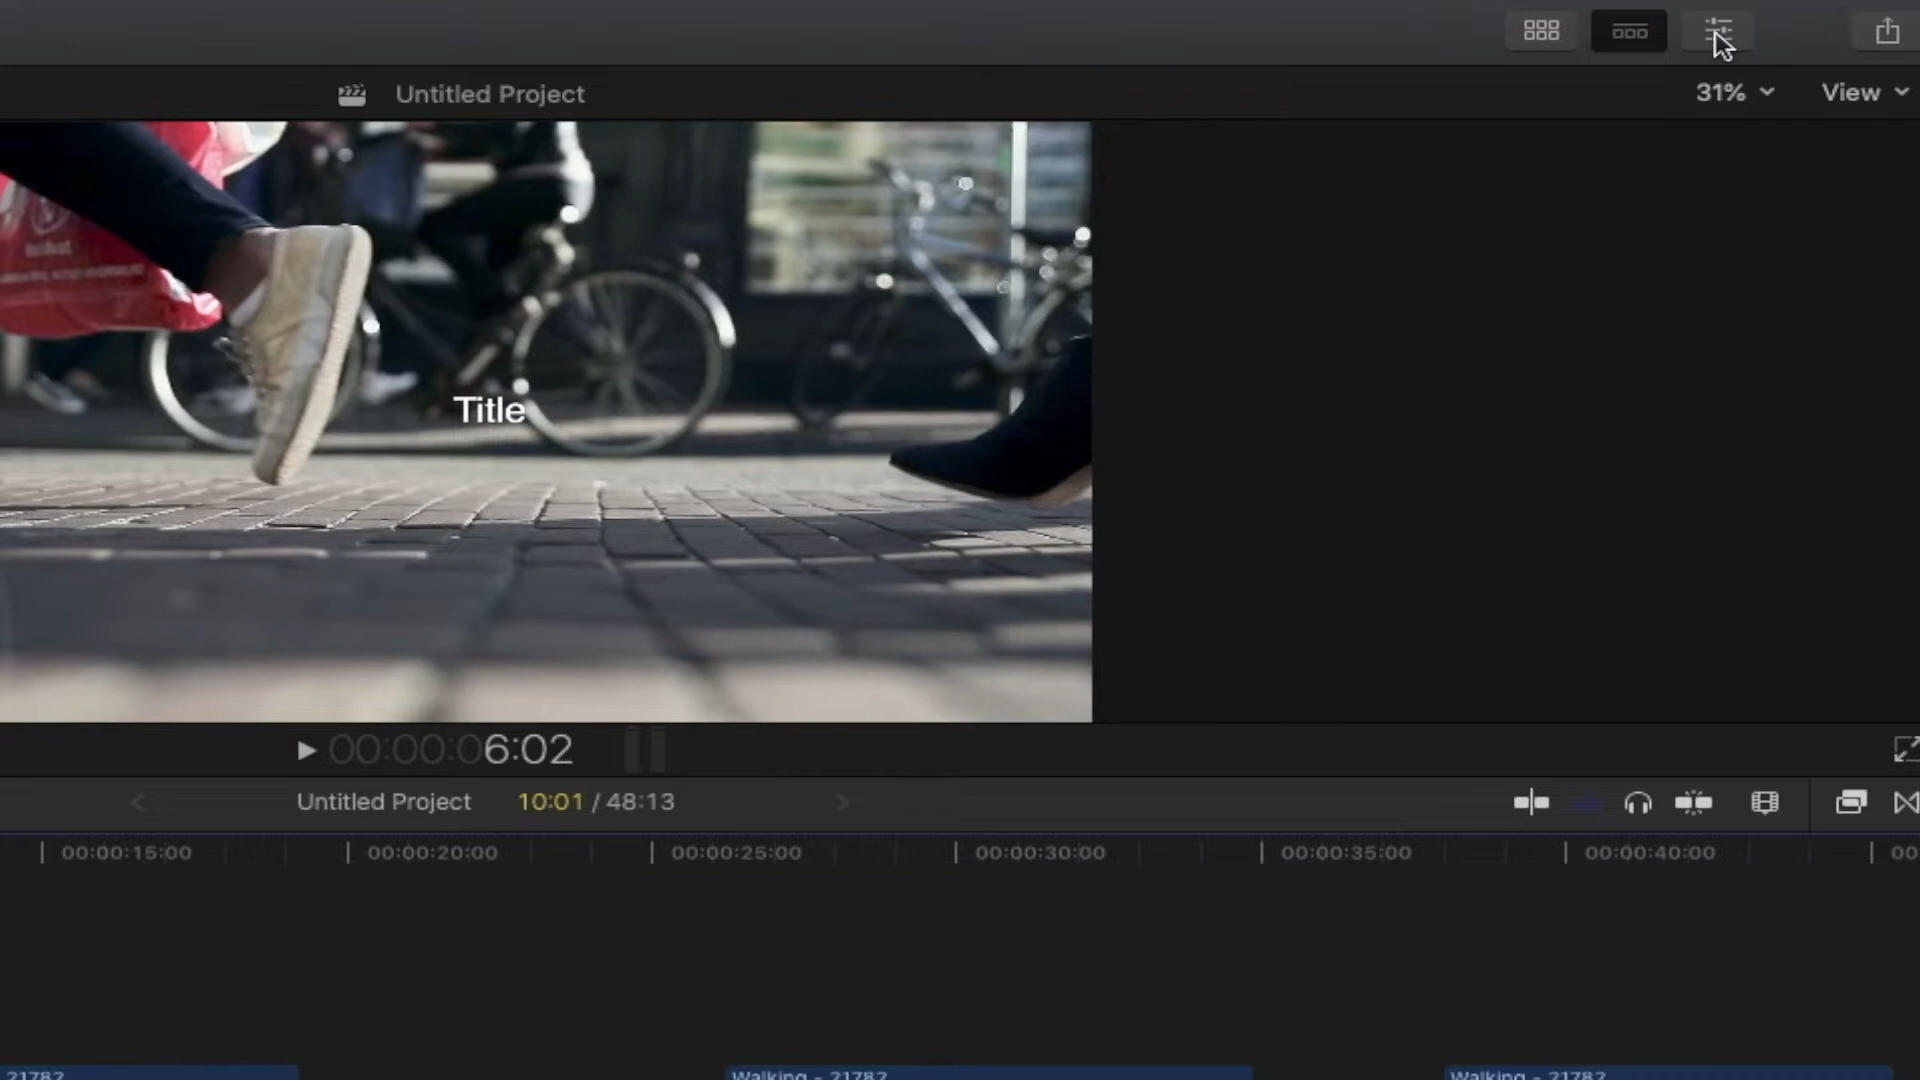 Untitled Project
31%
View
Title
00:00:06:02
Untitled Project
10:01 / 48:13
00:00:15:00
00:00:20:00
00:00:25:00
00:00:30:00
00:00:35:00
00:00:40:00
00
21782
Walking - 21782
Walking - 21782